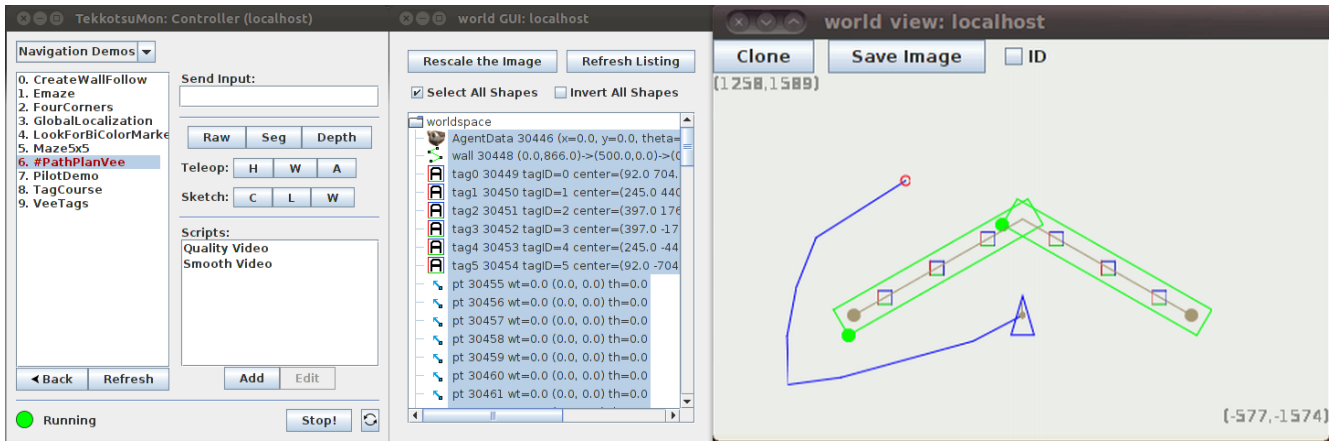 TekkotsuMon: Controller (localhost)
Navigation Demos
0. CreateWallFollow
1. Emaze
2. FourCorners
3. GlobalLocalization
4. LookForBiColorMarke
5. Maze5x5
6. #PathPlanVee
7. PilotDemo
8. TagCourse
9. VeeTags
Back
Refresh
Running
Send Input:
Raw
Seg
Depth
Teleop:
H
W
A
Sketch:
C
L
W
Scripts:
Quality Video
Smooth Video
Add
Edit
Stop!
world GUI: localhost
Rescale the Image
Refresh Listing
Select All Shapes
Invert All Shapes
worldspace
AgentData 30446 (x=0.0, y=0.0, theta=
wall 30448 (0.0,866.0)->(500.0,0.0)->(0
tag0 30449 tagID=0 center=(92.0 704.
tag1 30450 tagID=1 center=(245.0 440
tag2 30451 tagID=2 center=(397.0 176
tag3 30452 tagID=3 center=(397.0 -17
tag4 30453 tagID=4 center=(245.0 -44
tag5 30454 tagID=5 center=(92.0 -704
pt 30455 wt=0.0 (0.0, 0.0) th=0.0
pt 30456 wt=0.0 (0.0, 0.0) th=0.0
pt 30457 wt=0.0 (0.0, 0.0) th=0.0
pt 30458 wt=0.0 (0.0, 0.0) th=0.0
pt 30459 wt=0.0 (0.0, 0.0) th=0.0
pt 30460 wt=0.0 (0.0, 0.0) th=0.0
pt 30461 wt=0.0 (0.0, 0.0) th=0.0
world view: localhost
Clone
Save Image
ID
(1258,1589)
(-577,-1574)